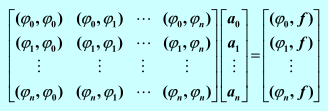 (φ₀, φ₀) (φ₀, φ₁) ⋯ (φ₀, φₙ) a₀ (φ₀, f)
(φ₁, φ₀) (φ₁, φ₁) ⋯ (φ₁, φₙ) a₁ = (φ₁, f)
⋮ ⋮ ⋮ ⋮ ⋮ ⋮
(φₙ, φ₀) (φₙ, φ₁) ⋯ (φₙ, φₙ) aₙ (φₙ, f)